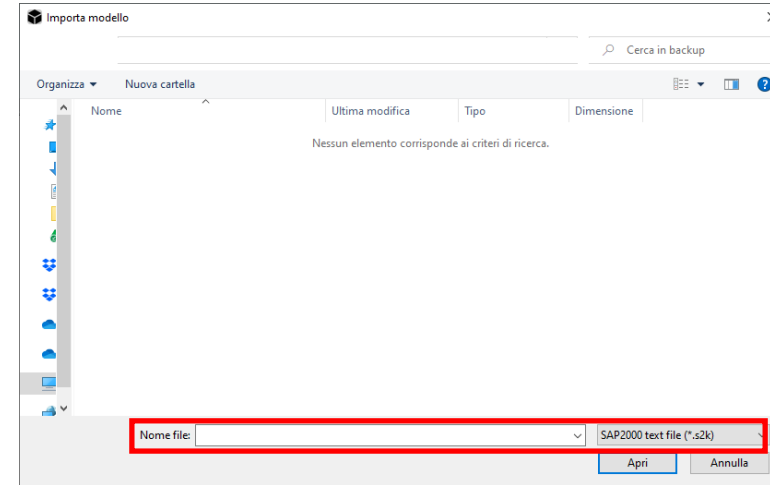 Importa modello
Cerca in backup
Organizza Nuova cartella
Nome Ultima modifica Tipo Dimensione
Nessun elemento corrisponde ai criteri di ricerca.
Nome file: SAP2000 text file (*.s2k)
Apri Annulla